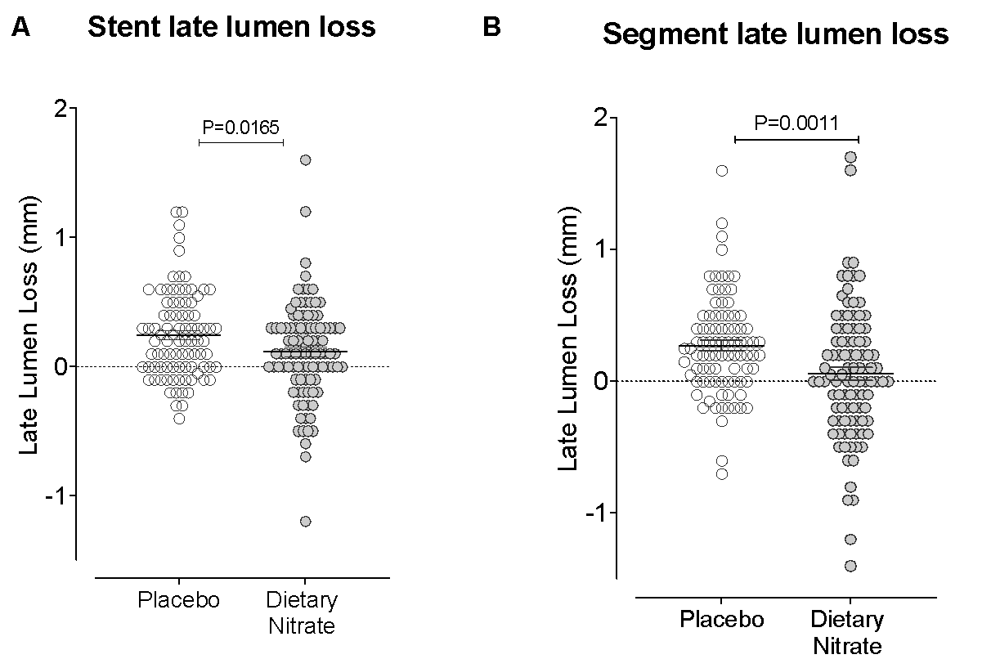 A
Stent late lumen loss
Late Lumen Loss (mm)
2
1
0
-1
P=0.0165
Placebo
Dietary
Nitrate
B
Segment late lumen loss
Late Lumen Loss (mm)
2
1
0
-1
P=0.0011
Placebo
Dietary
Nitrate